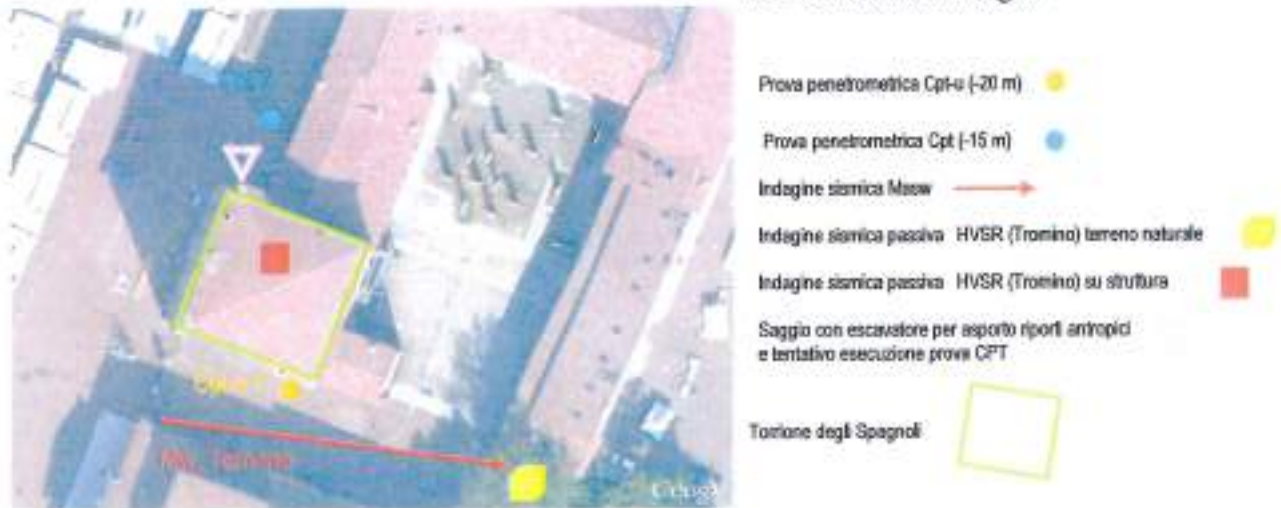 Prova penetrometrica Cpt-u (-20 m)
Prova penetrometrica Cpt (-15 m)
Indagine sismica Masw
Indagine sismica passiva HVSR (Tromino) terreno naturale
Indagine sismica passiva HVSR (Tromino) su struttura
Saggio con escavatore per asporto riporti antropici
e tentativo esecuzione prova CPT
Torrione degli Spagnoli
Google